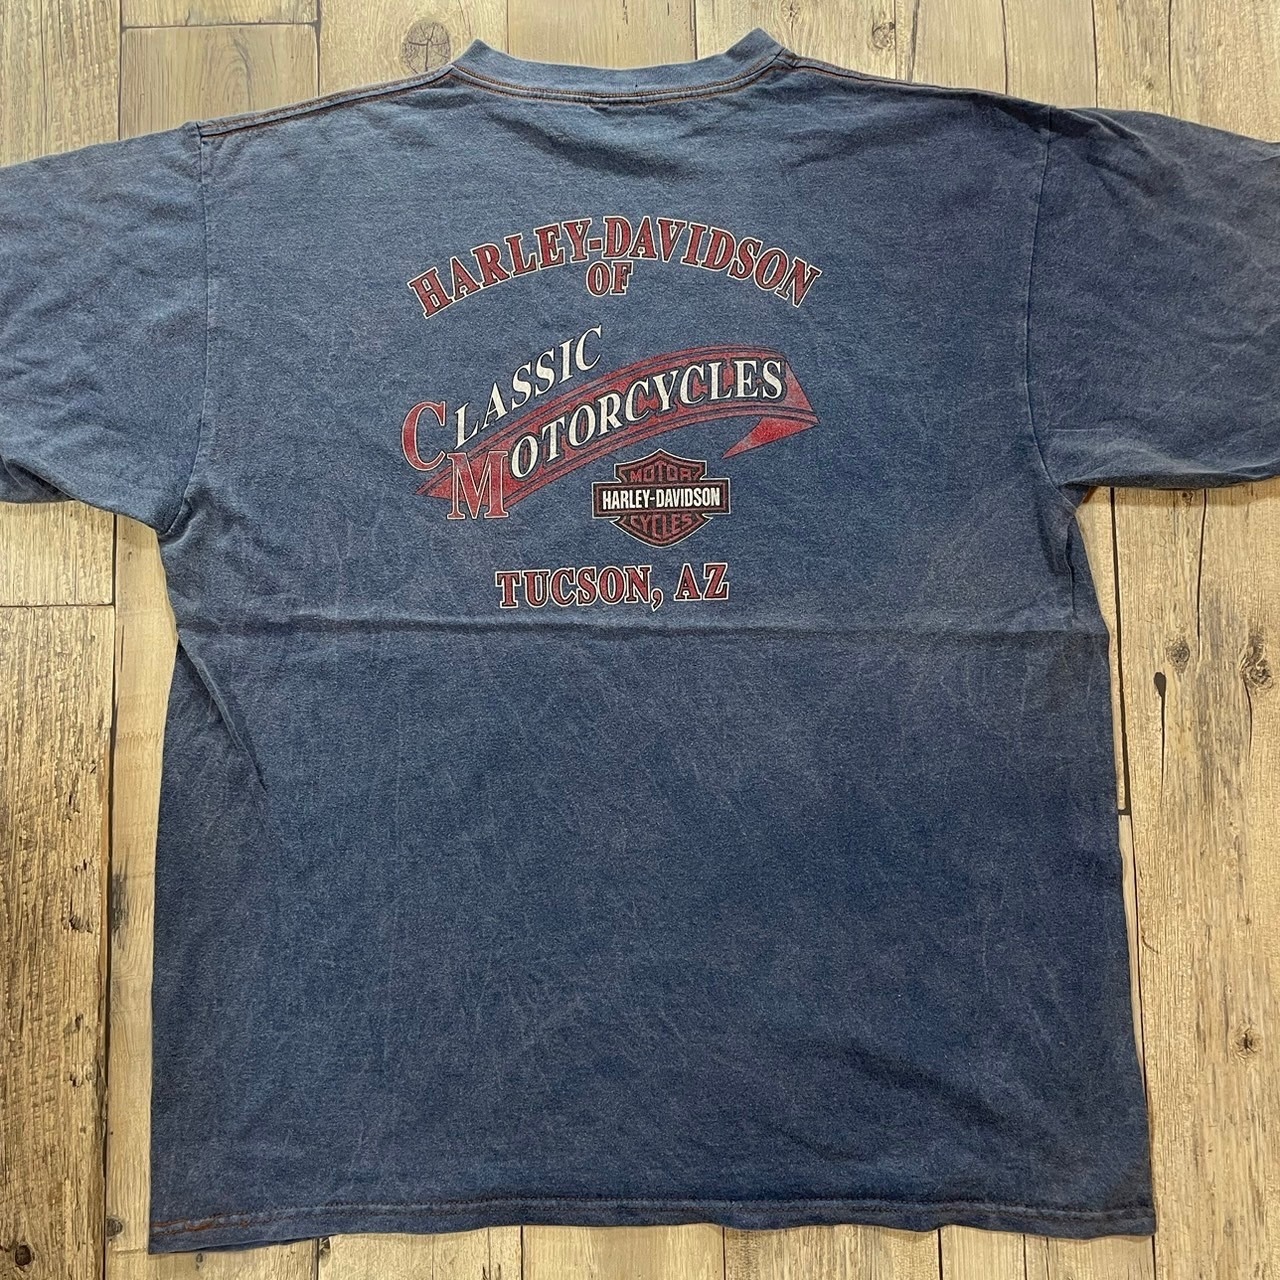 HARLEY-DAVIDSON
OF
CLASSIC
MOTORCYCLES
MOTOR
HARLEY-DAVIDSON
CYCLES
TUCSON, AZ